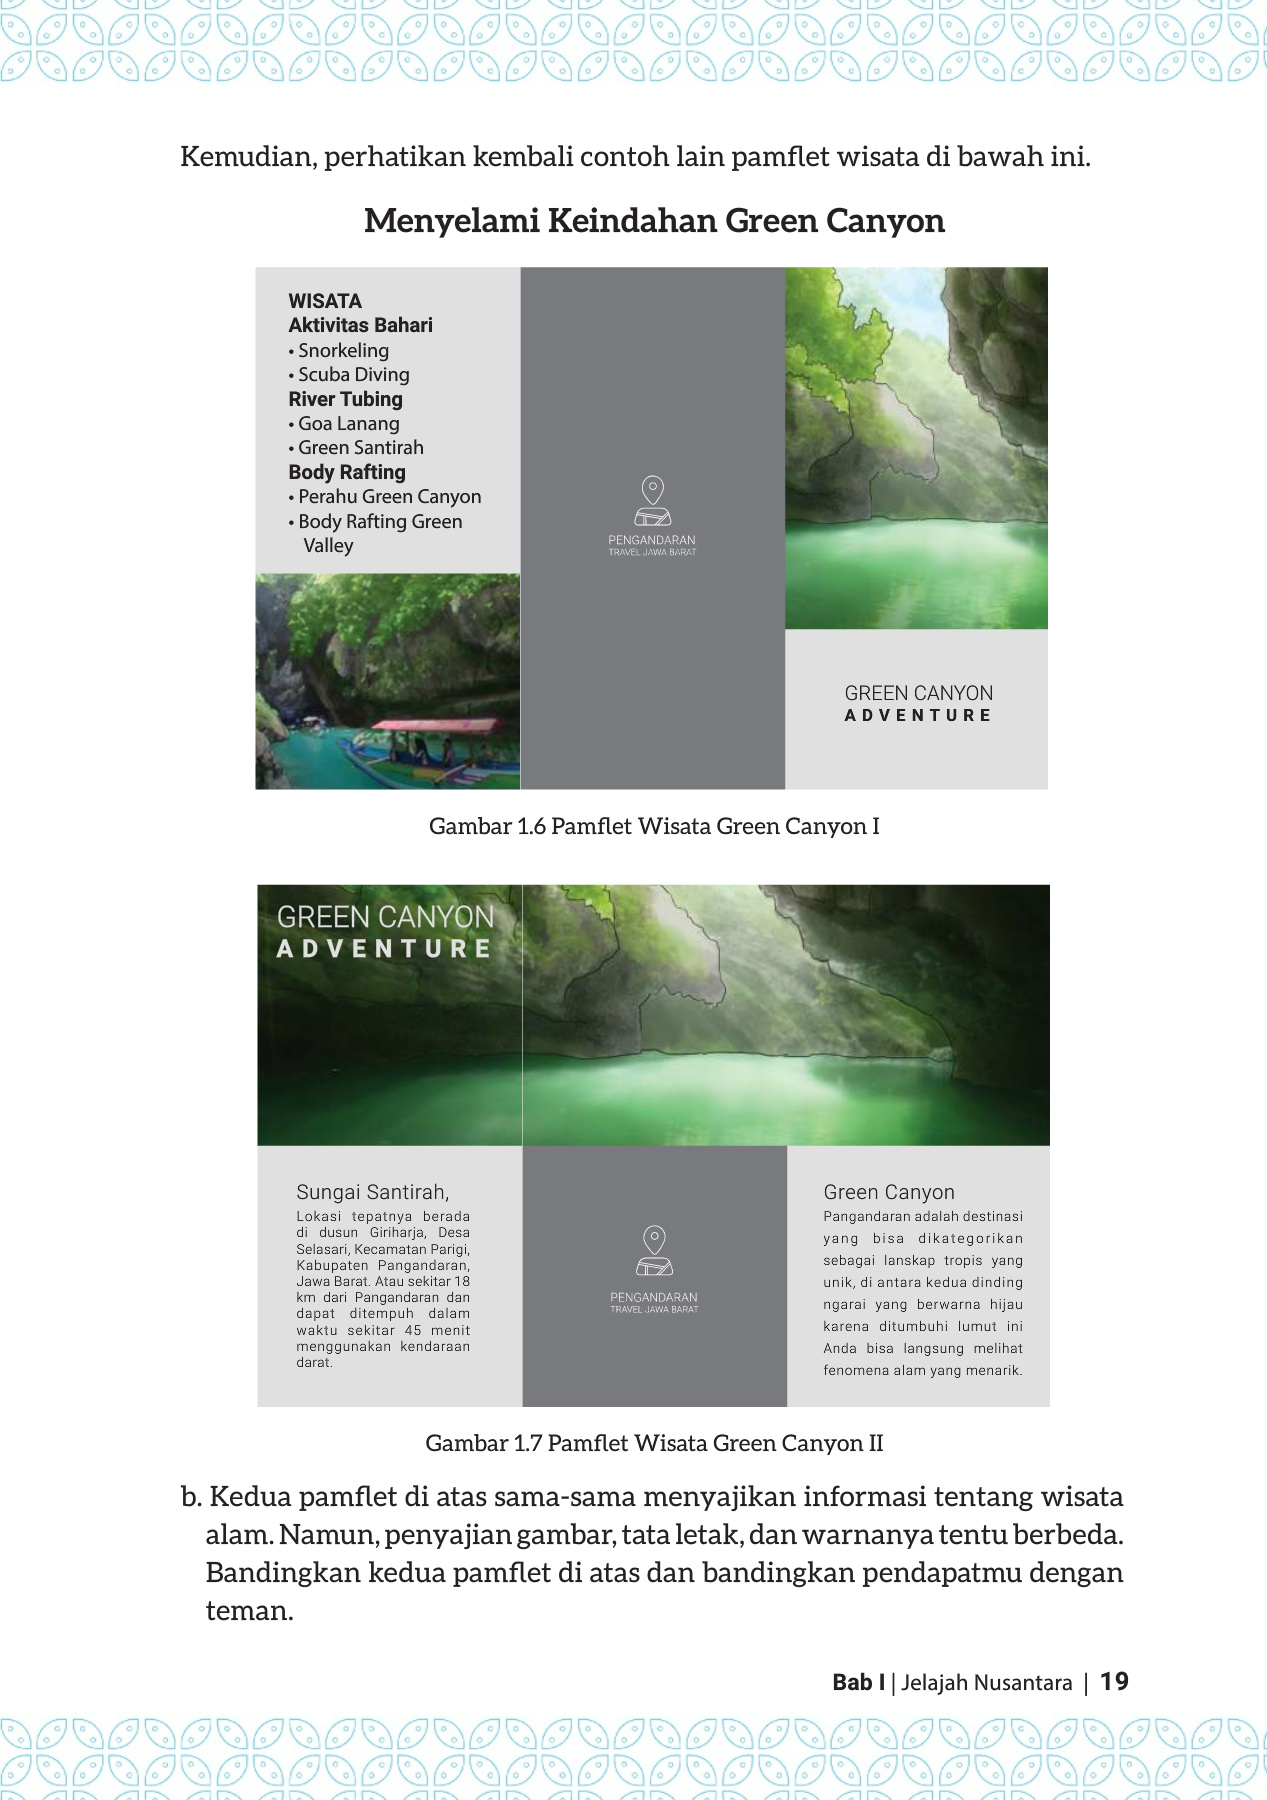 Kemudian, perhatikan kembali contoh lain pamflet wisata di bawah ini.
Menyelami Keindahan Green Canyon
WISATA
Aktivitas Bahari
• Snorkeling
• Scuba Diving
River Tubing
• Goa Lanang
• Green Santirah
Body Rafting
• Perahu Green Canyon
• Body Rafting Green
Valley
PENGANDARAN
TRAVEL JAWA BARAT
GREEN CANYON
ADVENTURE
Gambar 1.6 Pamflet Wisata Green Canyon I
GREEN CANYON
ADVENTURE
Sungai Santirah,
Lokasi tepatnya berada
di dusun Giriharja, Desa
Selasari, Kecamatan Parigi,
Kabupaten Pangandaran,
Jawa Barat. Atau sekitar 18
km dari Pangandaran dan
dapat ditempuh dalam
waktu sekitar 45 menit
menggunakan kendaraan
darat.
PENGANDARAN
TRAVEL JAWA BARAT
Green Canyon
Pangandaran adalah destinasi
yang bisa dikategorikan
sebagai lanskap tropis yang
unik, di antara kedua dinding
ngarai yang berwarna hijau
karena ditumbuhi lumut ini
Anda bisa langsung melihat
fenomena alam yang menarik.
Gambar 1.7 Pamflet Wisata Green Canyon II
b. Kedua pamflet di atas sama-sama menyajikan informasi tentang wisata
alam. Namun, penyajian gambar, tata letak, dan warnanya tentu berbeda.
Bandingkan kedua pamflet di atas dan bandingkan pendapatmu dengan
teman.
Bab I | Jelajah Nusantara | 19